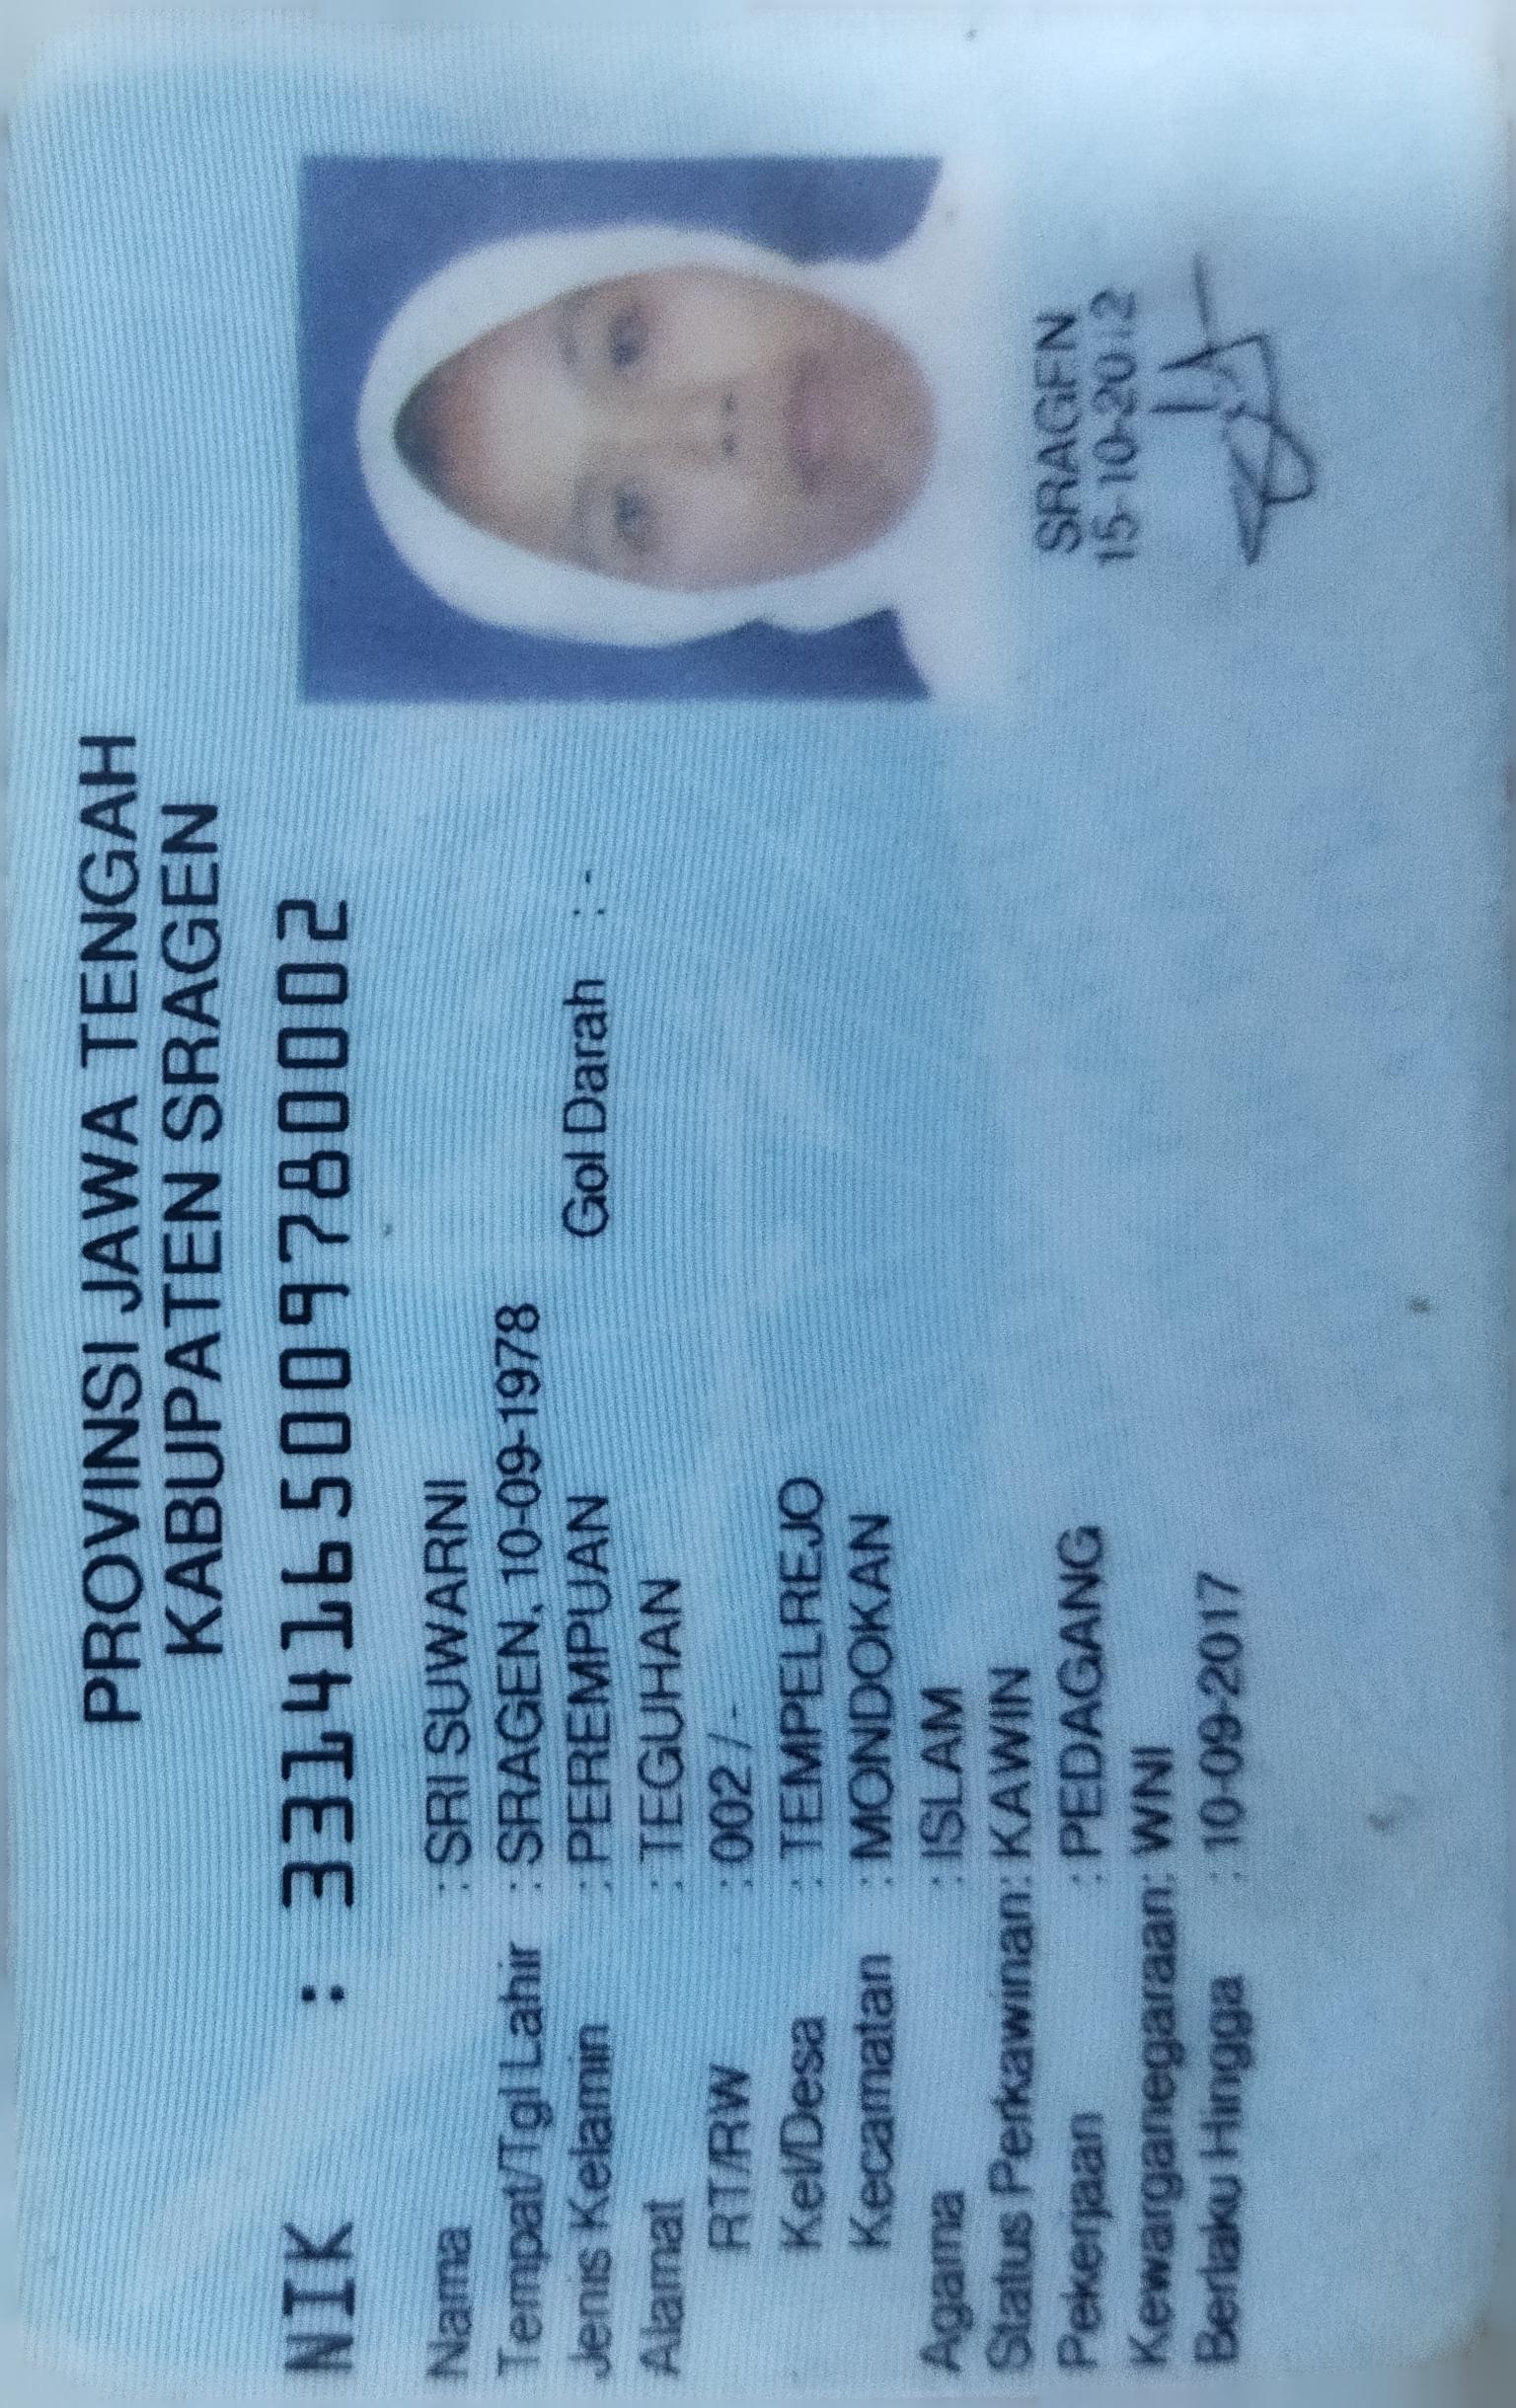 PROVINSI JAWA TENGAH
KABUPATEN SRAGEN
NIK : 3314165009780002
Nama : SRI SUWARNI
Tempat/Tgl Lahir : SRAGEN, 10-09-1978
Jenis Kelamin : PEREMPUAN Gol Darah : -
Alamat : TEGUHAN
RT/RW : 002 / -
Kel/Desa : TEMPELREJO
Kecamatan : MONDOKAN
Agama : ISLAM
Status Perkawinan: KAWIN
Pekerjaan : PEDAGANG
Kewarganegaraan: WNI
Berlaku Hingga : 10-09-2017
SRAGEN
15-10-2012